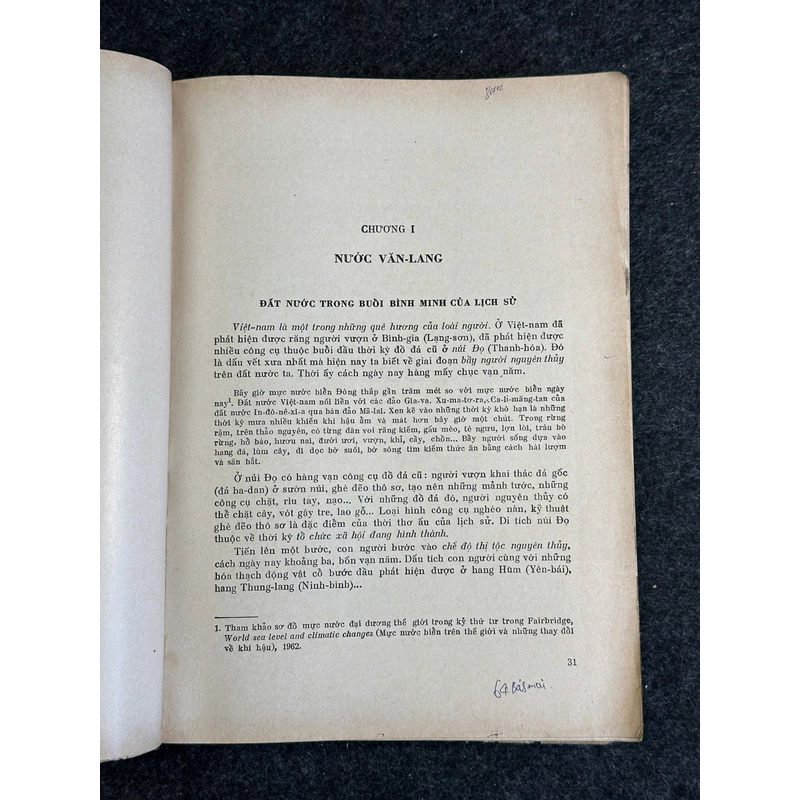 CHƯƠNG I
NƯỚC VĂN-LANG
ĐẤT NƯỚC TRONG BUỔI BÌNH MINH CỦA LỊCH SỬ
Việt-nam là một trong những quê hương của loài người. Ở Việt-nam đã
phát hiện được răng người vượn ở Bình-gia (Lạng-sơn), đã phát hiện được
nhiều công cụ thuộc buổi đầu thời kỳ đồ đá cũ ở núi Đọ (Thanh-hóa). Đó
là dấu vết xưa nhất mà hiện nay ta biết về giai đoạn bầy người nguyên thủy
trên đất nước ta. Thời ấy cách ngày nay hàng mấy chục vạn năm.
Bấy giờ mực nước biển Đông thấp gần trăm mét so với mực nước biển ngày
nay¹. Đất nước Việt-nam nối liền với các đảo Gia-va. Xu-ma-tơ-ra, Ca-li-măng-tan của
đất nước In-đô-nê-xi-a qua bán đảo Mã-lai. Xen kẽ vào những thời kỳ khô hạn là những
thời kỳ mưa nhiều khiến khí hậu ẩm và mát hơn bây giờ một chút. Trong rừng
rậm, trên thảo nguyên, có từng đàn voi răng kiếm, gấu mèo, tê ngưu, lợn lòi, trâu bò
rừng, hổ báo, hươu nai, đười ươi, vượn, khỉ, cầy, chồn... Bầy người sống dựa vào
hang đá, lùm cây, đi dọc bờ suối, bờ sông tìm kiếm thức ăn bằng cách hái lượm
và săn bắt.
Ở núi Đọ có hàng vạn công cụ đồ đá cũ: người vượn khai thác đá gốc
(đá ba-dan) ở sườn núi, ghè đẽo thô sơ, tạo nên những mảnh tước, những
công cụ chặt, rìu tay, nạo... Với những đồ đá đó, người nguyên thủy có
thể chặt cây, vót gậy tre, lao gỗ... Loại hình công cụ nghèo nàn, kỹ thuật
ghè đẽo thô sơ là đặc điểm của thời thơ ấu của lịch sử. Di tích núi Đọ
thuộc về thời kỳ tổ chức xã hội đang hình thành.
Tiến lên một bước, con người bước vào chế độ thị tộc nguyên thủy,
cách ngày nay khoảng ba, bốn vạn năm. Dấu tích con người cùng với những
hóa thạch động vật cổ bước đầu phát hiện được ở hang Hùm (Yên-bái),
hang Thung-lang (Ninh-bình)...
1. Tham khảo sơ đồ mực nước đại dương thế giới trong kỷ thứ tư trong Fairbridge,
World sea level and climatic changes (Mực nước biển trên thế giới và những thay đổi
về khí hậu), 1962.
31